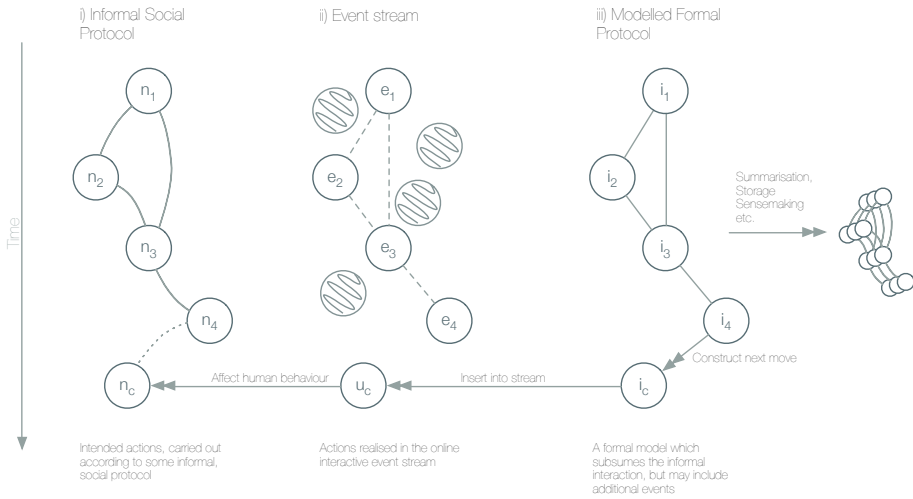 i) Informal Social
Protocol
ii) Event stream
iii) Modelled Formal
Protocol
Time
n1
n2
n3
n4
nc
e1
e2
e3
e4
uc
i1
i2
i3
i4
ic
Summarisation,
Storage
Sensemaking
etc.
Construct next move
Affect human behaviour
Insert into stream
Intended actions, carried out
according to some informal,
social protocol
Actions realised in the online
interactive event stream
A formal model which
subsumes the informal
interaction, but may include
additional events